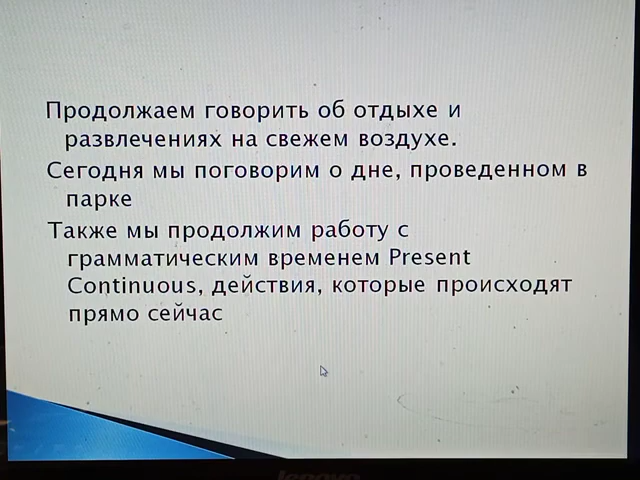 Продолжаем говорить об отдыхе и
развлечениях на свежем воздухе.
Сегодня мы поговорим о дне, проведенном в
парке
Также мы продолжим работу с
грамматическим временем Present
Continuous, действия, которые происходят
прямо сейчас
lenovo